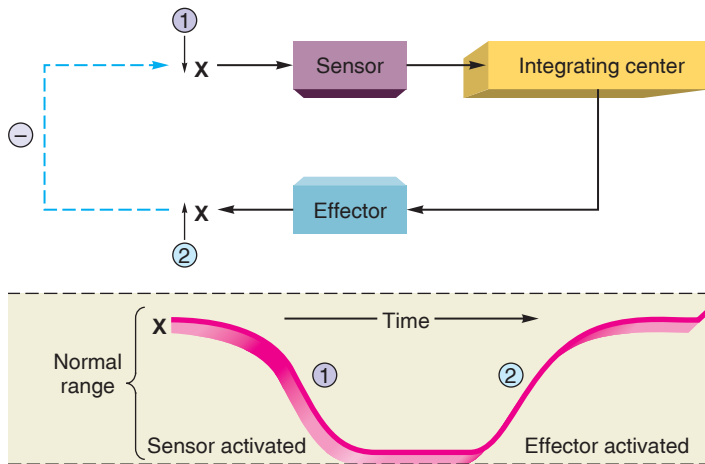 1
X
Sensor
Integrating center
–
X
Effector
2
X
Time
Normal
range
1
2
Sensor activated
Effector activated